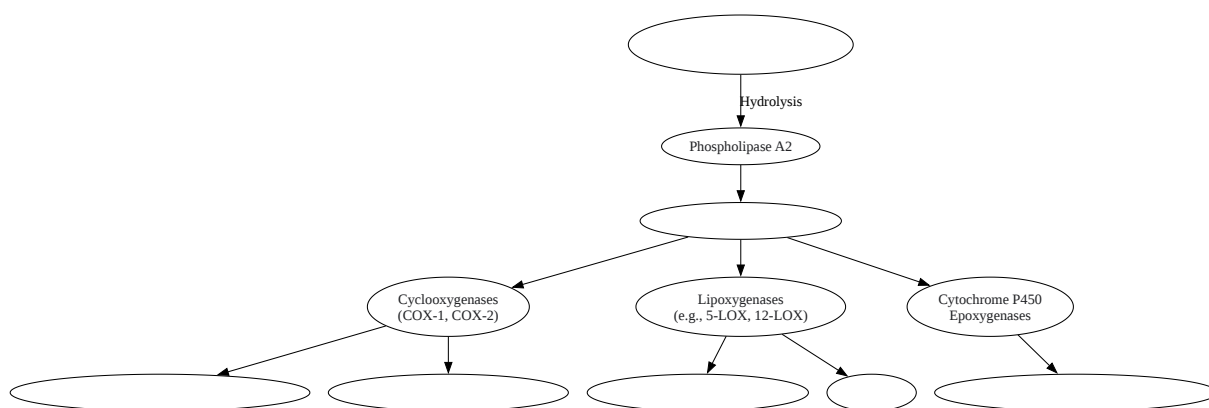 Hydrolysis
Phospholipase A2
Cyclooxygenases
(COX-1, COX-2)
Lipoxygenases
(e.g., 5-LOX, 12-LOX)
Cytochrome P450
Epoxygenases